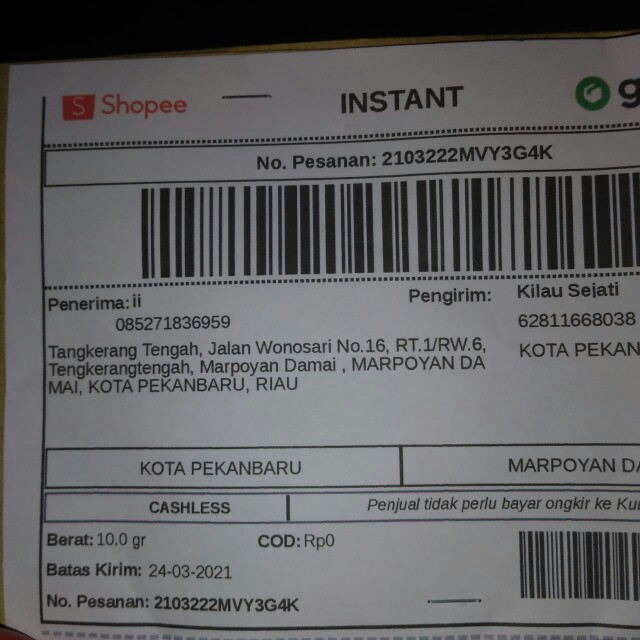 S Shopee INSTANT g
No. Pesanan: 2103222MVY3G4K
Penerima: ii Pengirim: Kilau Sejati
085271836959 62811668038
Tangkerang Tengah, Jalan Wonosari No.16, RT.1/RW.6, KOTA PEKAN
Tengkerangtengah, Marpoyan Damai , MARPOYAN DA
MAI, KOTA PEKANBARU, RIAU
KOTA PEKANBARU MARPOYAN DA
CASHLESS Penjual tidak perlu bayar ongkir ke Kur
Berat: 10.0 gr COD: Rp0
Batas Kirim: 24-03-2021
No. Pesanan: 2103222MVY3G4K